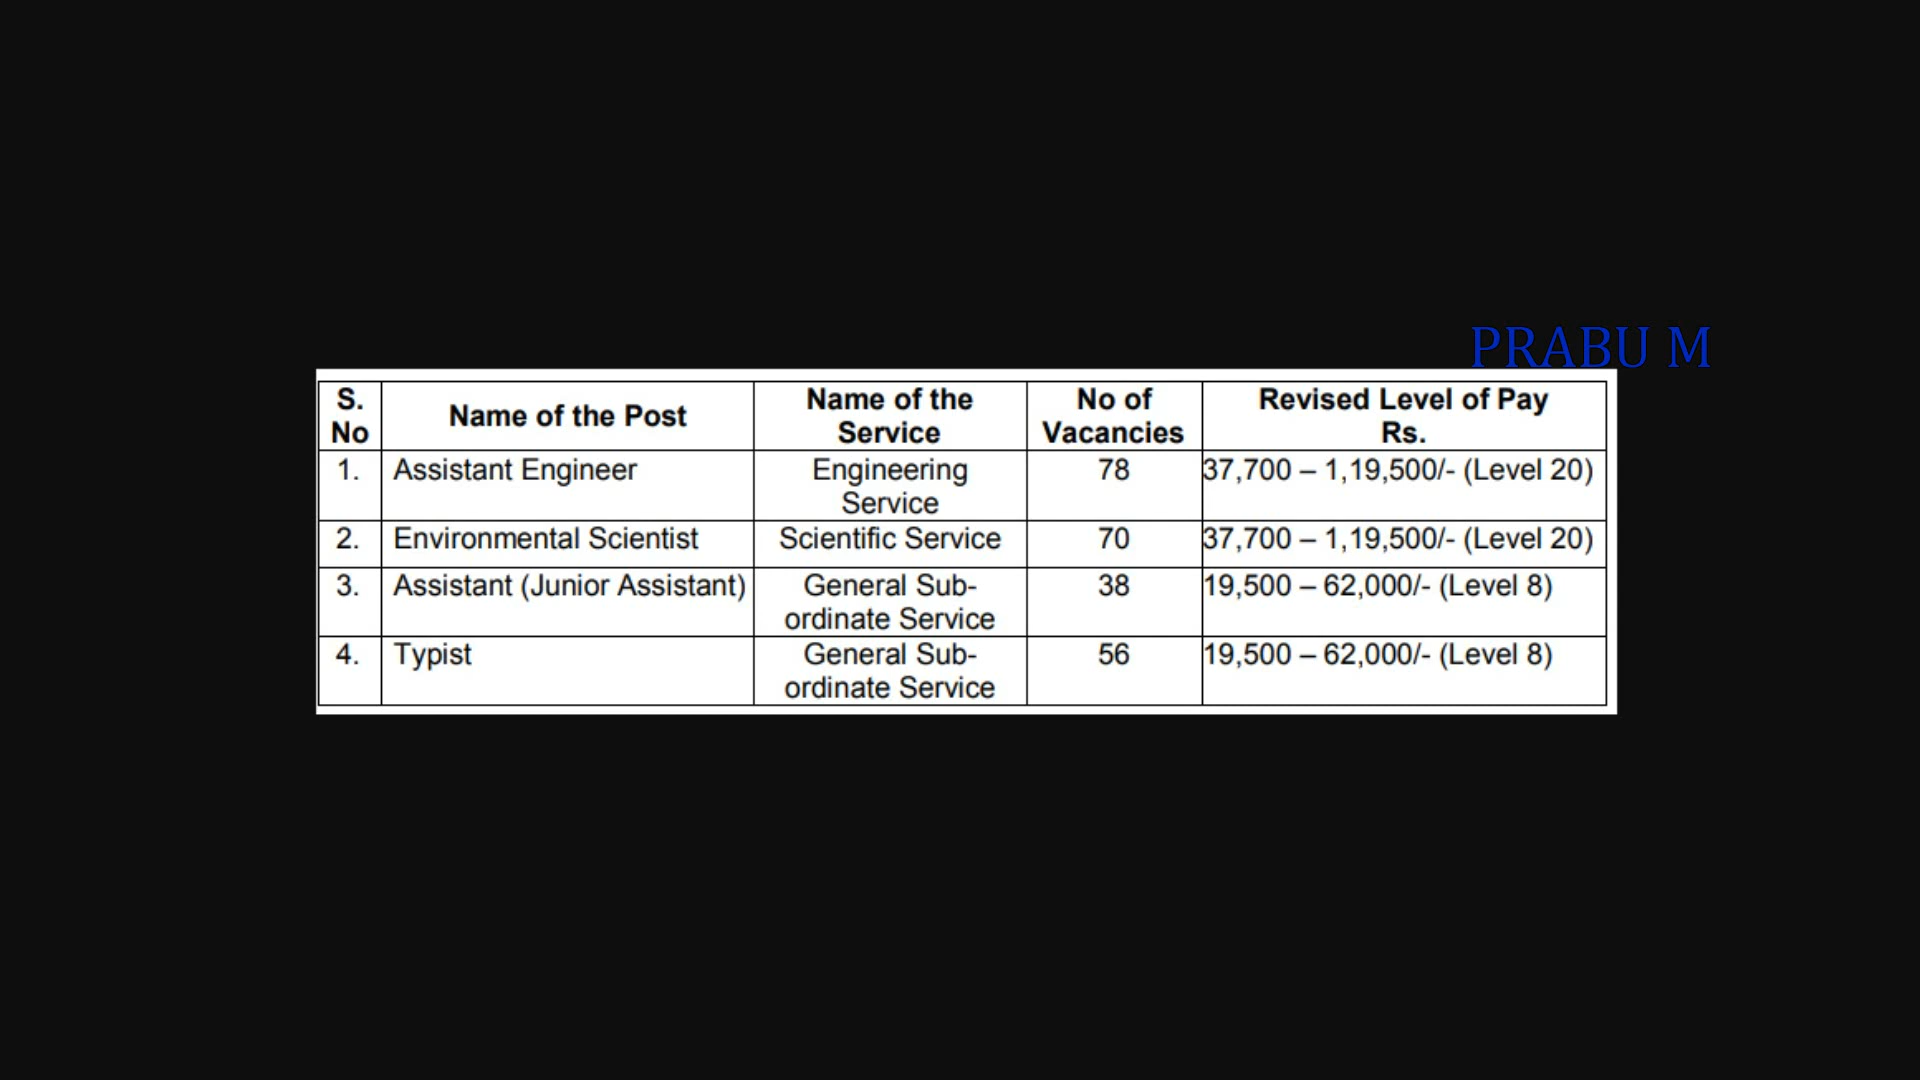 PRABU M
S. No | Name of the Post | Name of the Service | No of Vacancies | Revised Level of Pay Rs.
1. | Assistant Engineer | Engineering Service | 78 | 37,700 – 1,19,500/- (Level 20)
2. | Environmental Scientist | Scientific Service | 70 | 37,700 – 1,19,500/- (Level 20)
3. | Assistant (Junior Assistant) | General Sub-ordinate Service | 38 | 19,500 – 62,000/- (Level 8)
4. | Typist | General Sub-ordinate Service | 56 | 19,500 – 62,000/- (Level 8)